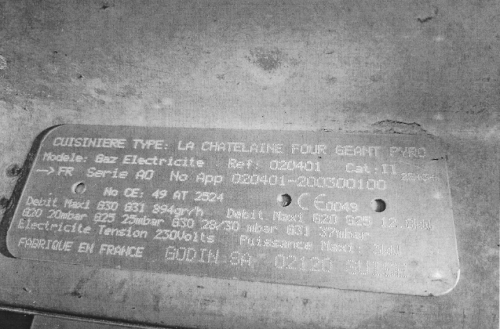 CUISINIERE TYPE: LA CHATELAINE FOUR GEANT PYRO
Modele: Gaz Electricite Ref: 020401 Cat: II
→ FR Serie A0 No App 020401-200300100
No CE: 49 AT 2524 CE0049
Debit Maxi G30 G31 894gr/h Debit Maxi G20 G25
G20 20mbar G25 25mbar G30 28/30 mbar G31 37mbar
Electricite Tension 230Volts Puissance Maxi:
FABRIQUE EN FRANCE GODIN SA 02120